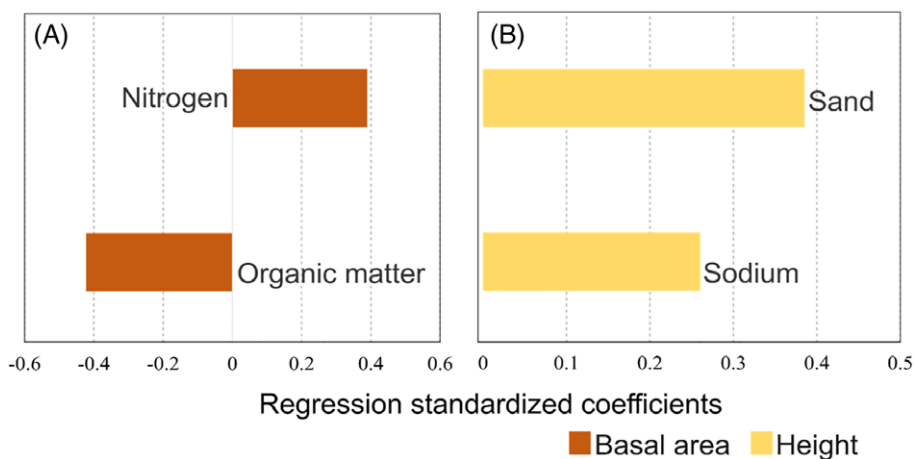 (A)
Nitrogen
Organic matter
-0.6 -0.4 -0.2 0 0.2 0.4 0.6
(B)
Sand
Sodium
0 0.1 0.2 0.3 0.4 0.5
Regression standardized coefficients
Basal area Height